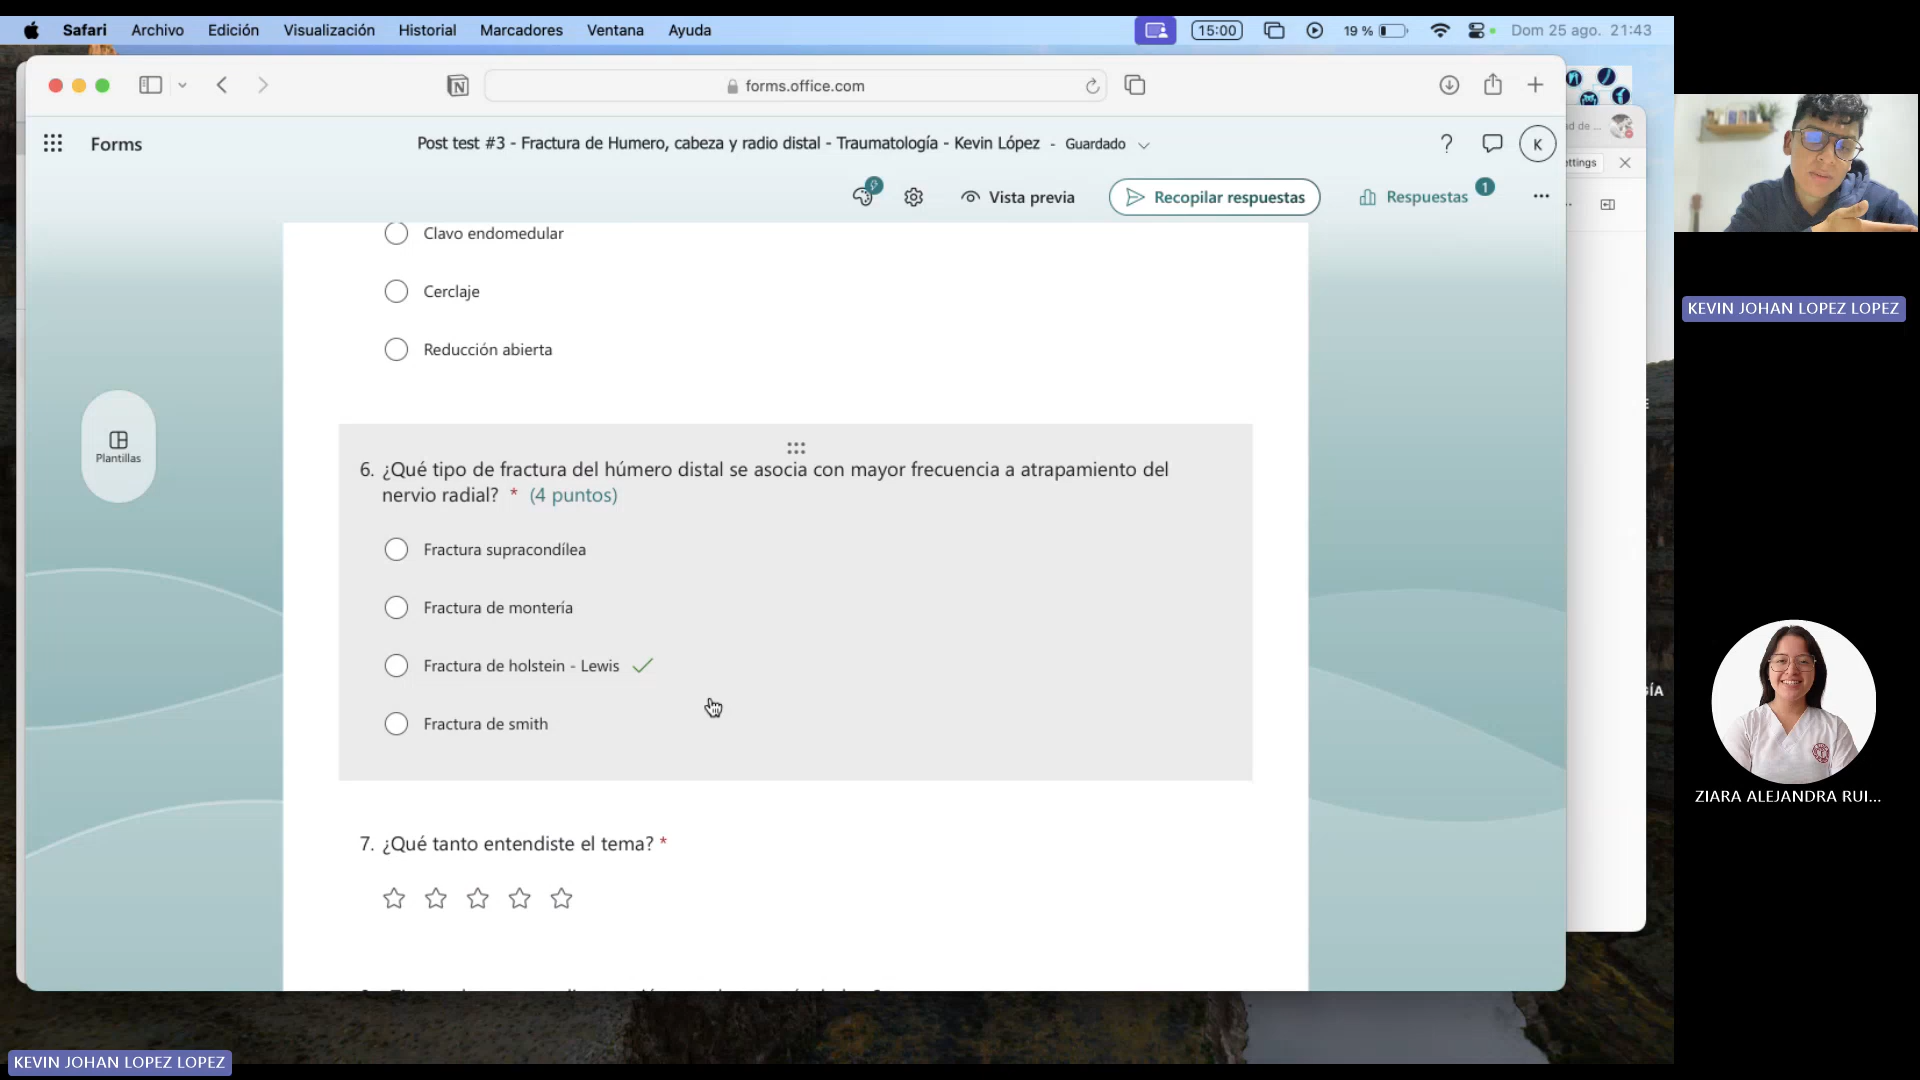 Safari Archivo Edición Visualización Historial Marcadores Ventana Ayuda 15:00 19 % Dom 25 ago. 21:43
forms.office.com
Forms
Post test #3 - Fractura de Humero, cabeza y radio distal - Traumatología - Kevin López - Guardado
? K
Vista previa
Recopilar respuestas
Respuestas 1
Clavo endomedular
Cerclaje
Reducción abierta
Plantillas
6. ¿Qué tipo de fractura del húmero distal se asocia con mayor frecuencia a atrapamiento del
nervio radial? * (4 puntos)
Fractura supracondílea
Fractura de montería
Fractura de holstein - Lewis
Fractura de smith
7. ¿Qué tanto entendiste el tema? *
KEVIN JOHAN LOPEZ LOPEZ
ZIARA ALEJANDRA RUI...
KEVIN JOHAN LOPEZ LOPEZ